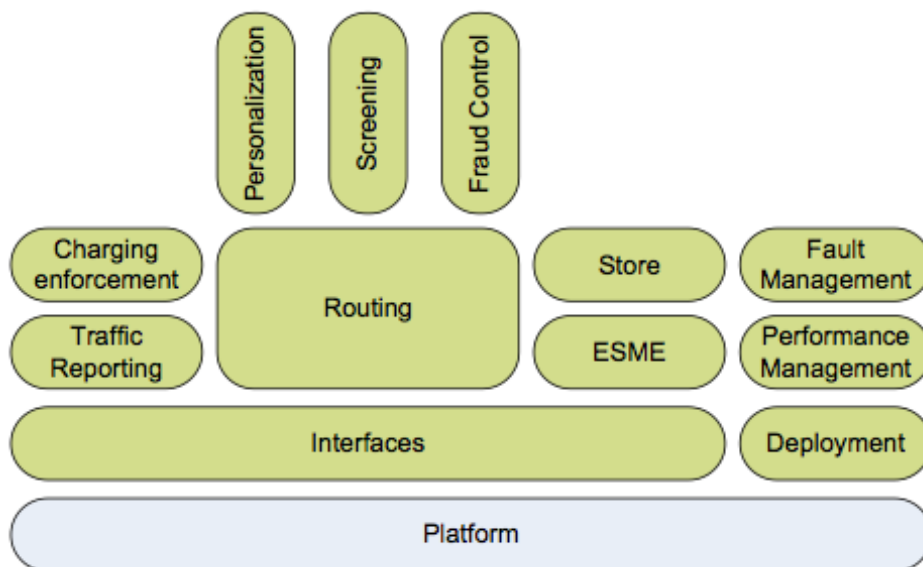 Personalization
Screening
Fraud Control
Charging
enforcement
Routing
Store
Fault
Management
Traffic
Reporting
ESME
Performance
Management
Interfaces
Deployment
Platform